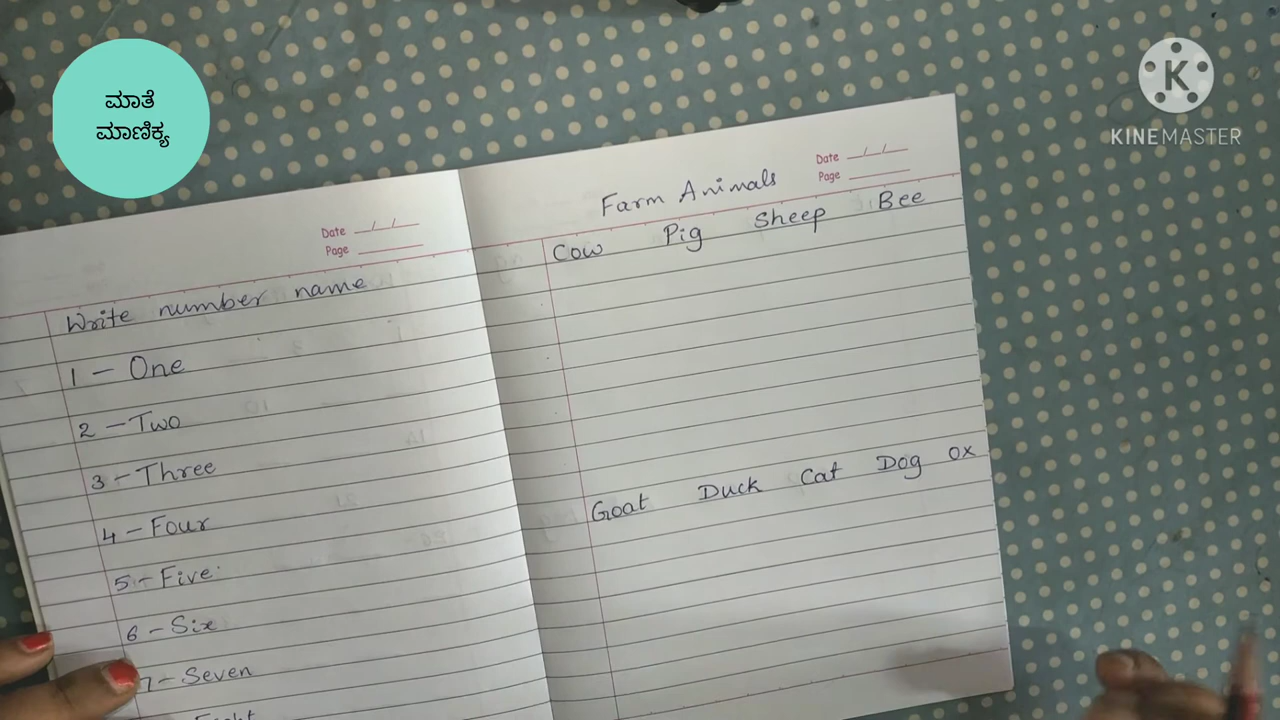 ಮಾತೆ
ಮಾಣಿಕ್ಯ
K
KINEMASTER
Date / /
Page
Write number name
1 – One
2 – Two
3 – Three
4 – Four
5 – Five
6 – Six
7 – Seven
Date / /
Page
Farm Animals
Cow Pig Sheep Bee
Goat Duck Cat Dog Ox